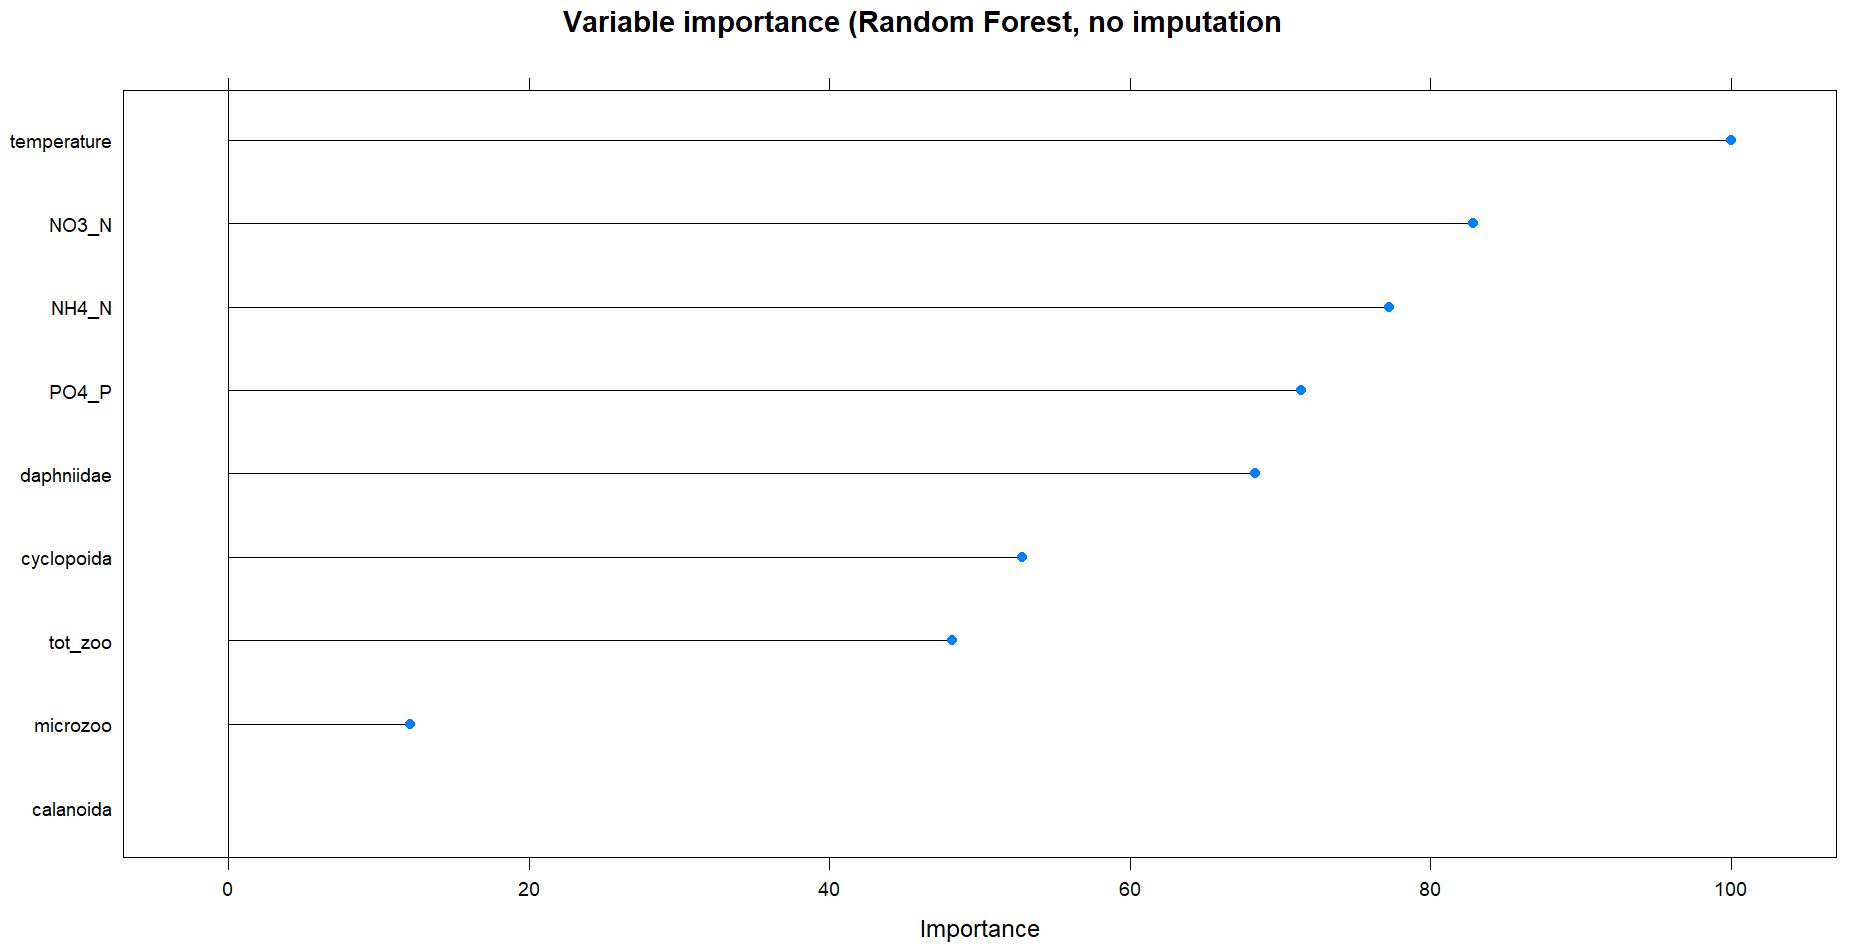 Variable importance (Random Forest, no imputation
temperature
NO3_N
NH4_N
PO4_P
daphniidae
cyclopoida
tot_zoo
microzoo
calanoida
0 20 40 60 80 100
Importance